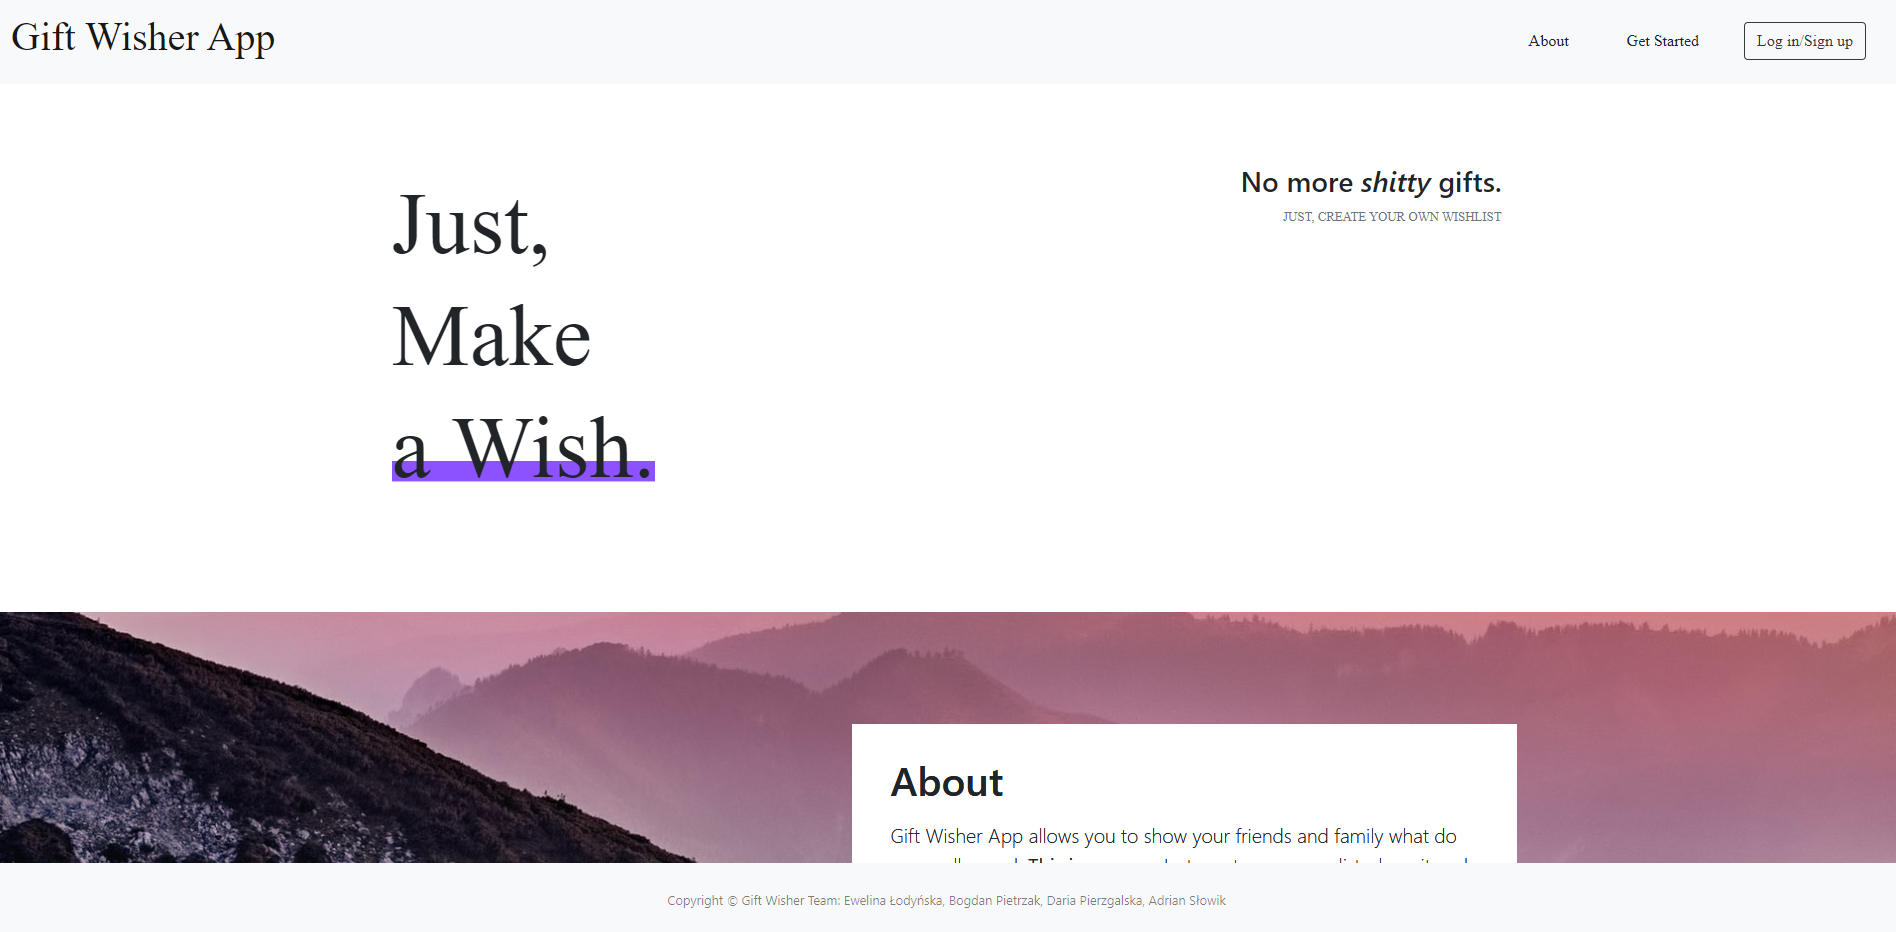 Gift Wisher App
About
Get Started
Log in/Sign up
Just,
Make
a Wish.
No more shitty gifts.
JUST, CREATE YOUR OWN WISHLIST
About
Gift Wisher App allows you to show your friends and family what do
Copyright © Gift Wisher Team: Ewelina Łodyńska, Bogdan Pietrzak, Daria Pierzgalska, Adrian Słowik